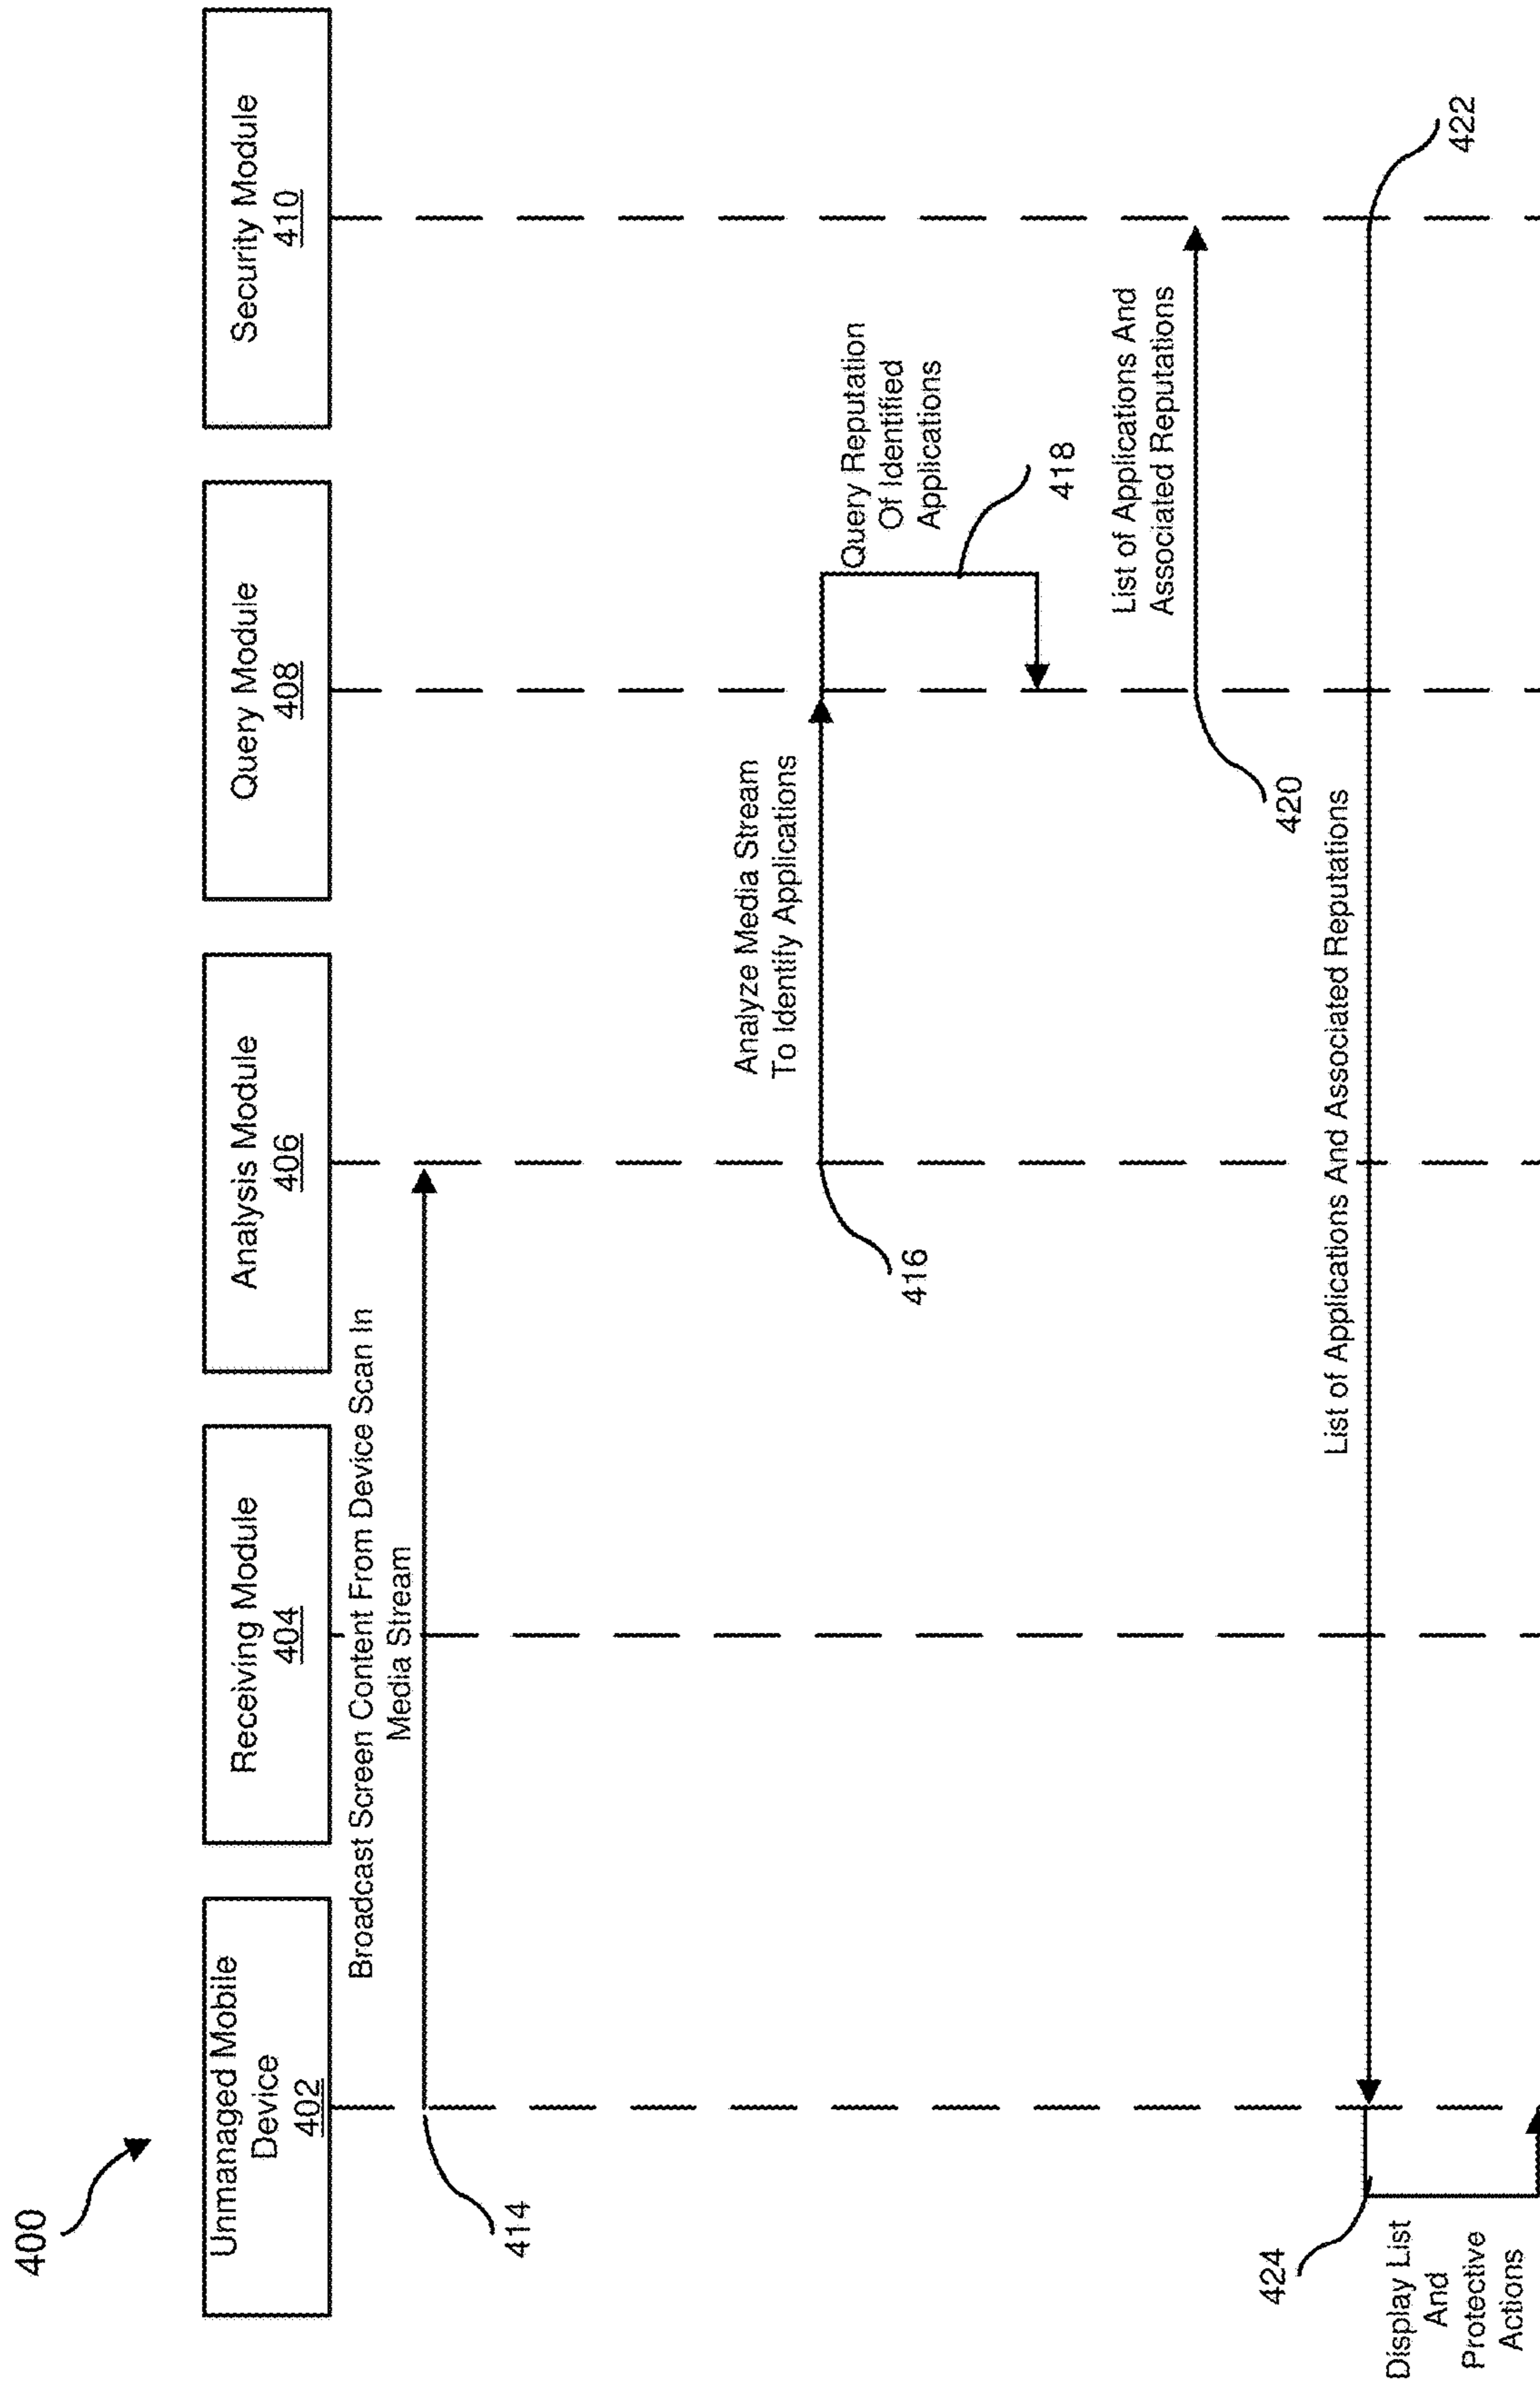 400
Unmanaged Mobile
Device
402
Receiving Module
404
Analysis Module
406
Query Module
408
Security Module
410
Broadcast Screen Content From Device Scan In
Media Stream
414
Analyze Media Stream
To Identify Applications
416
Query Reputation
Of Identified
Applications
418
List of Applications And
Associated Reputations
420
List of Applications And Associated Reputations
422
424
Display List
And
Protective
Actions